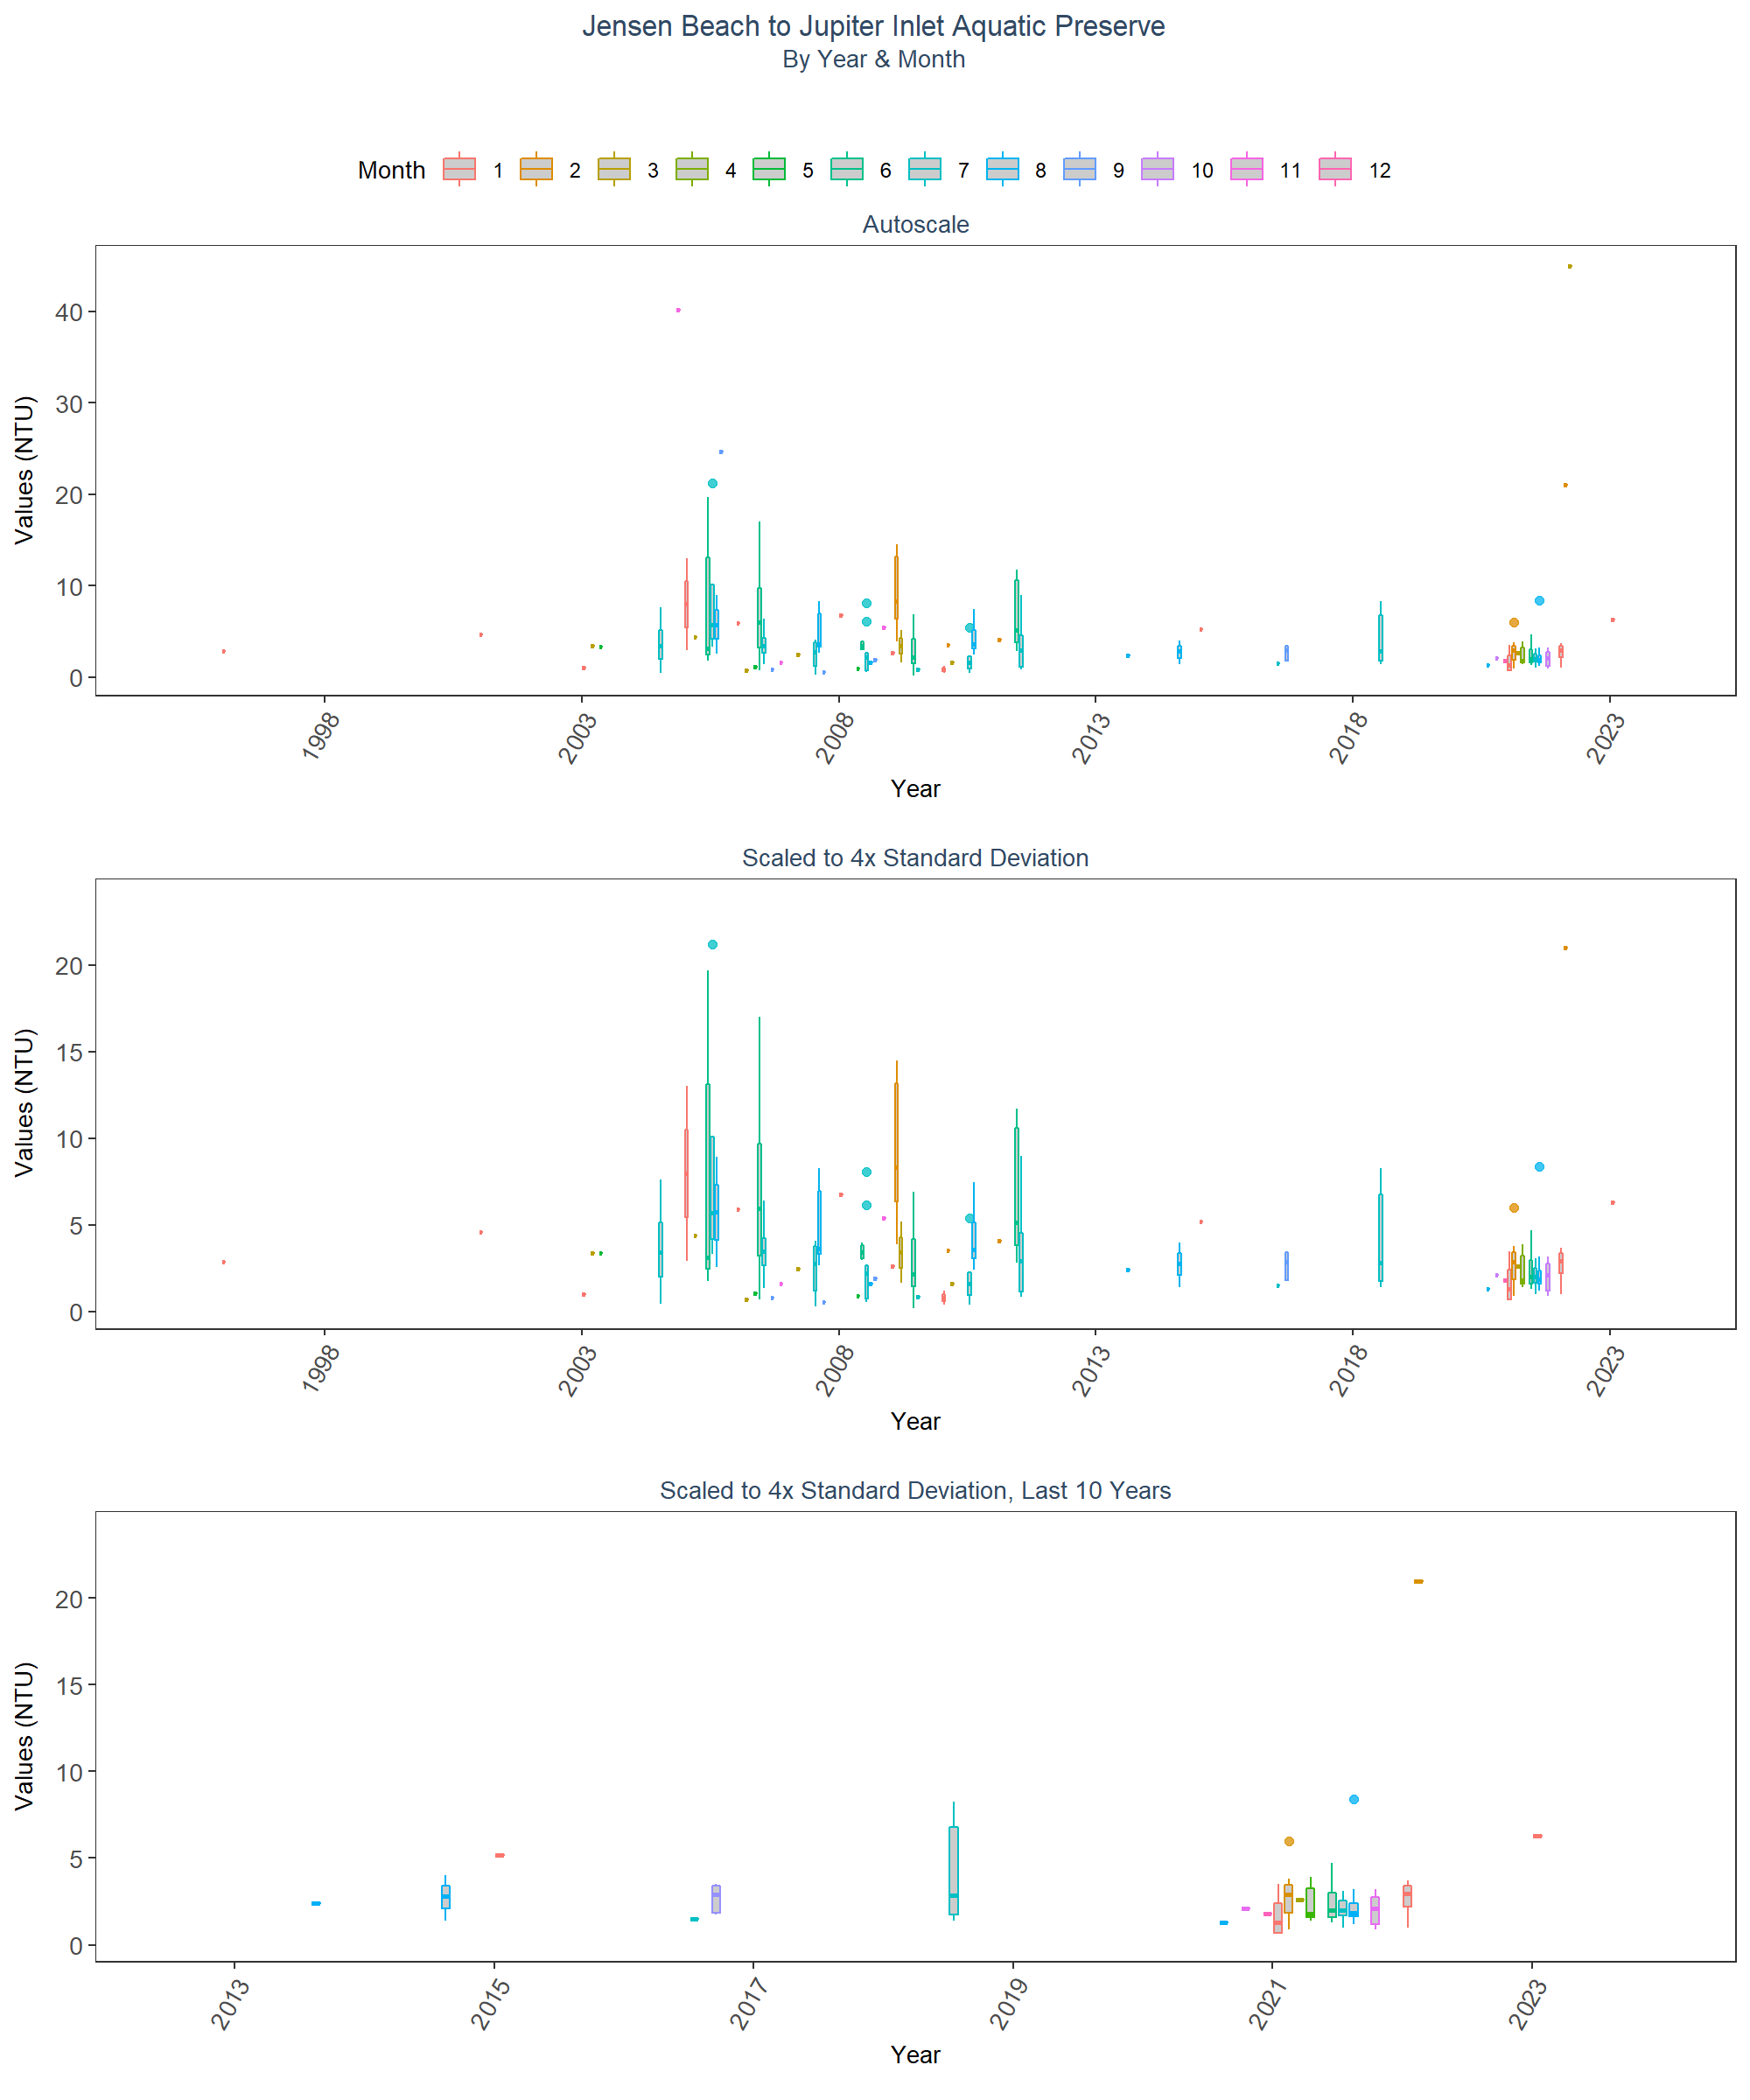 Jensen Beach to Jupiter Inlet Aquatic Preserve
By Year & Month
Month 1 2 3 4 5 6 7 8 9 10 11 12
Autoscale
Values (NTU)
40
30
20
10
0
1998 2003 2008 2013 2018 2023
Year
Scaled to 4x Standard Deviation
Values (NTU)
20
15
10
5
0
1998 2003 2008 2013 2018 2023
Year
Scaled to 4x Standard Deviation, Last 10 Years
Values (NTU)
20
15
10
5
0
2013 2015 2017 2019 2021 2023
Year